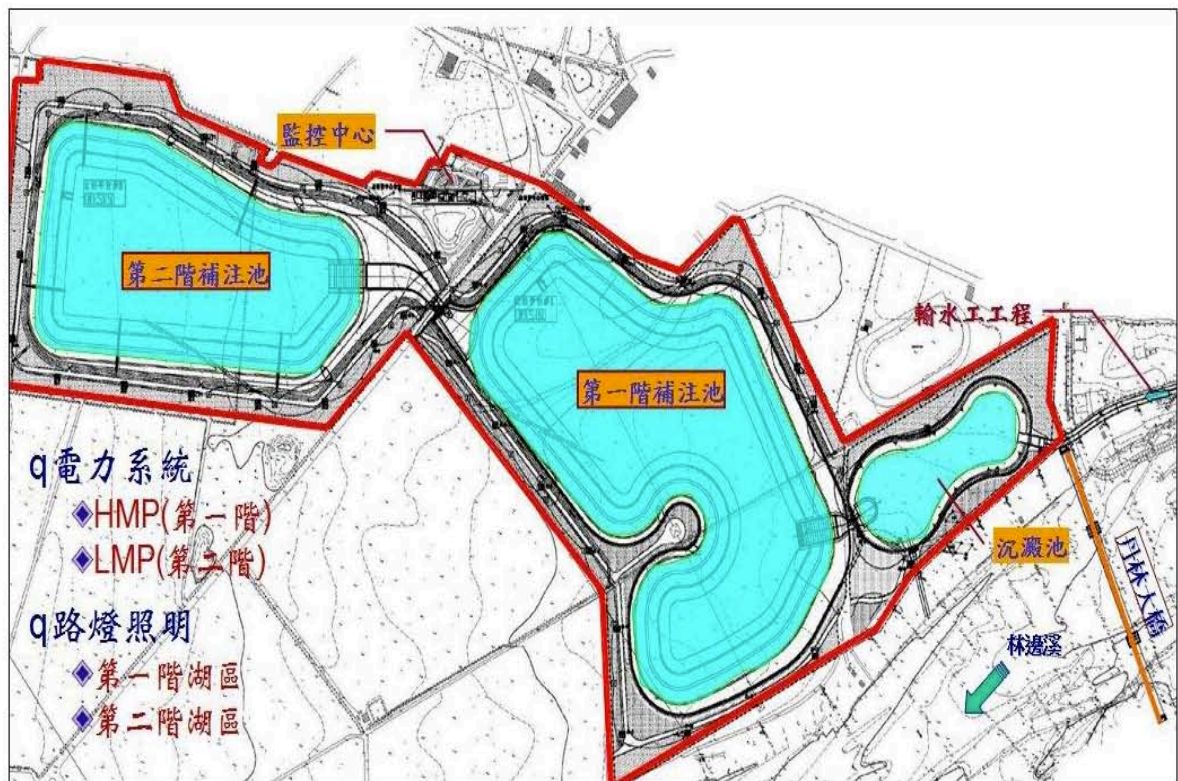 監控中心
第二階補注池
第一階補注池
輸水工工程
沉澱池
丹林大橋
林邊溪
q電力系統
◆HMP(第一階)
◆LMP(第二階)
q路燈照明
◆第一階湖區
◆第二階湖區